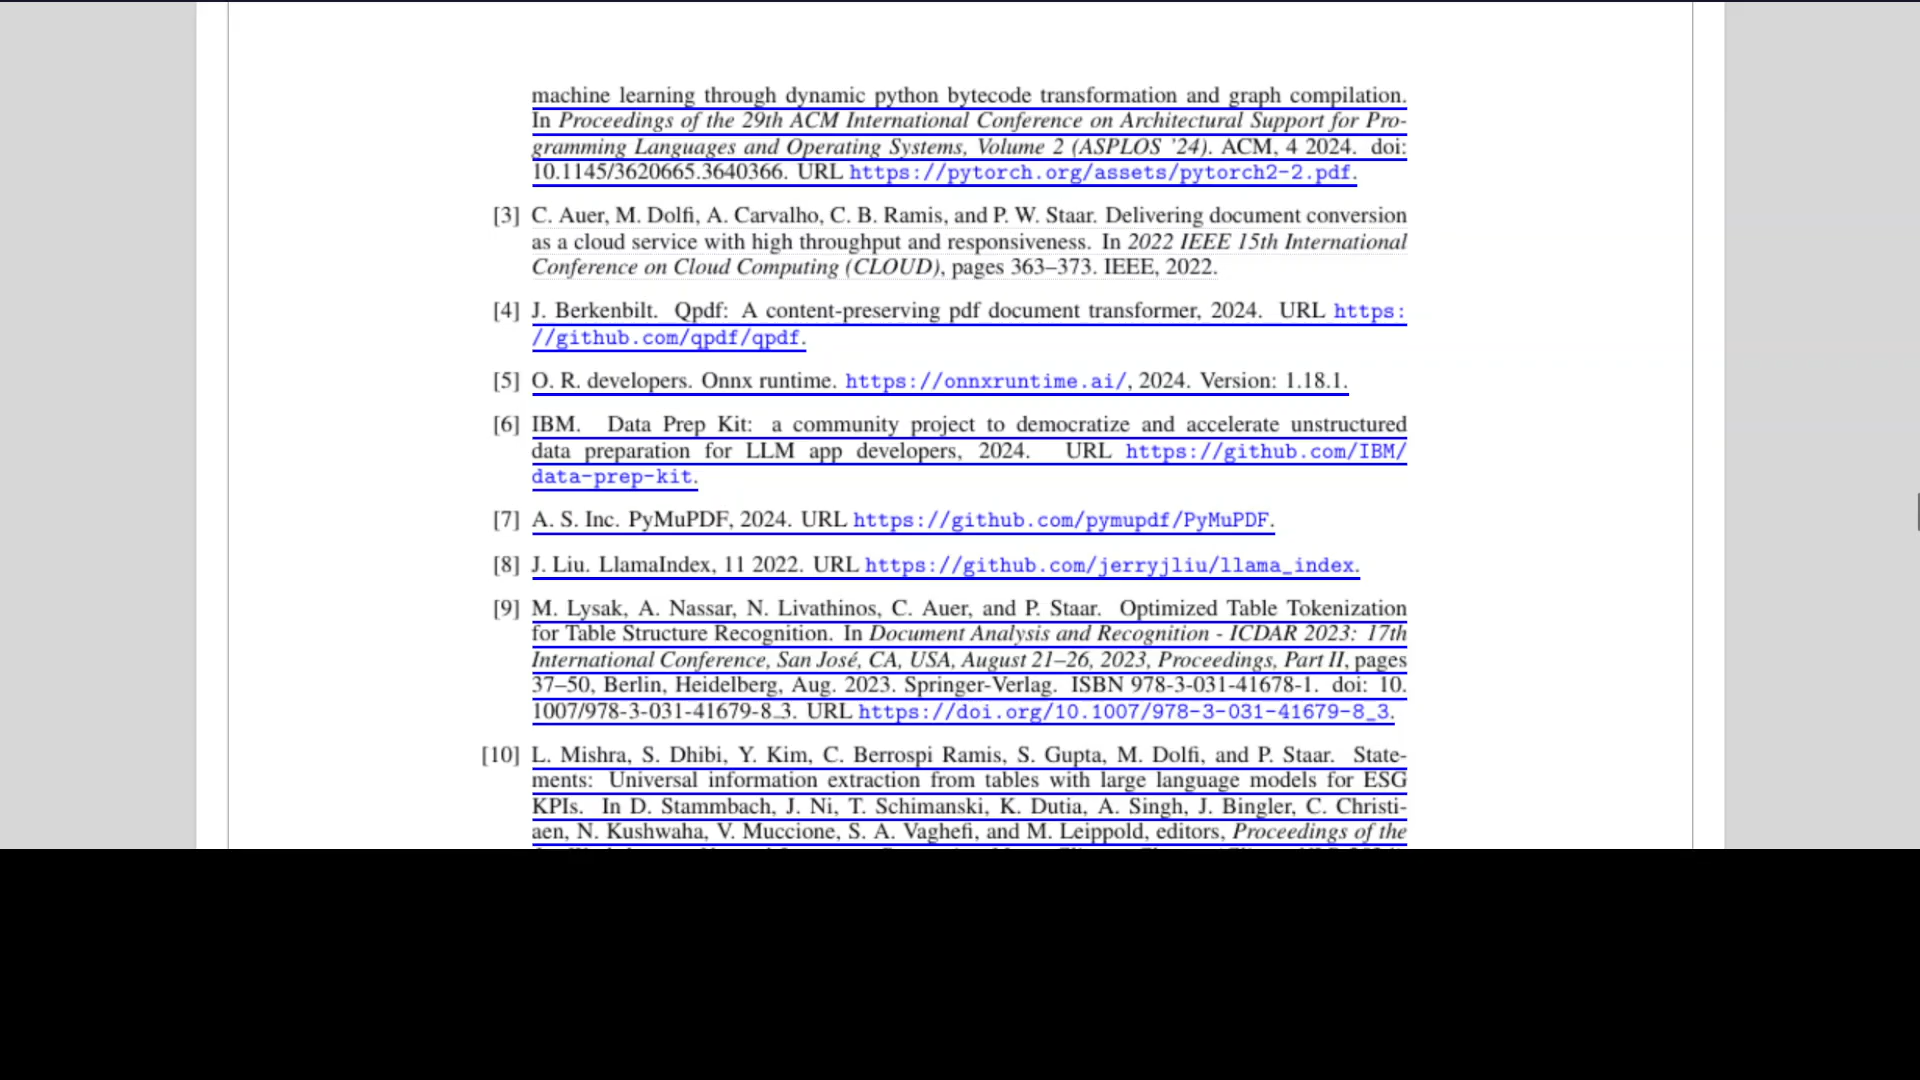 machine learning through dynamic python bytecode transformation and graph compilation.
In Proceedings of the 29th ACM International Conference on Architectural Support for Pro-
gramming Languages and Operating Systems, Volume 2 (ASPLOS ’24). ACM, 4 2024. doi:
10.1145/3620665.3640366. URL https://pytorch.org/assets/pytorch2-2.pdf.
[3] C. Auer, M. Dolfi, A. Carvalho, C. B. Ramis, and P. W. Staar. Delivering document conversion
as a cloud service with high throughput and responsiveness. In 2022 IEEE 15th International
Conference on Cloud Computing (CLOUD), pages 363–373. IEEE, 2022.
[4] J. Berkenbilt. Qpdf: A content-preserving pdf document transformer, 2024. URL https:
//github.com/qpdf/qpdf.
[5] O. R. developers. Onnx runtime. https://onnxruntime.ai/, 2024. Version: 1.18.1.
[6] IBM. Data Prep Kit: a community project to democratize and accelerate unstructured
data preparation for LLM app developers, 2024. URL https://github.com/IBM/
data-prep-kit.
[7] A. S. Inc. PyMuPDF, 2024. URL https://github.com/pymupdf/PyMuPDF.
[8] J. Liu. LlamaIndex, 11 2022. URL https://github.com/jerryjliu/llama_index.
[9] M. Lysak, A. Nassar, N. Livathinos, C. Auer, and P. Staar. Optimized Table Tokenization
for Table Structure Recognition. In Document Analysis and Recognition - ICDAR 2023: 17th
International Conference, San José, CA, USA, August 21–26, 2023, Proceedings, Part II, pages
37–50, Berlin, Heidelberg, Aug. 2023. Springer-Verlag. ISBN 978-3-031-41678-1. doi: 10.
1007/978-3-031-41679-8_3. URL https://doi.org/10.1007/978-3-031-41679-8_3.
[10] L. Mishra, S. Dhibi, Y. Kim, C. Berrospi Ramis, S. Gupta, M. Dolfi, and P. Staar. State-
ments: Universal information extraction from tables with large language models for ESG
KPIs. In D. Stammbach, J. Ni, T. Schimanski, K. Dutia, A. Singh, J. Bingler, C. Christi-
aen, N. Kushwaha, V. Muccione, S. A. Vaghefi, and M. Leippold, editors, Proceedings of the